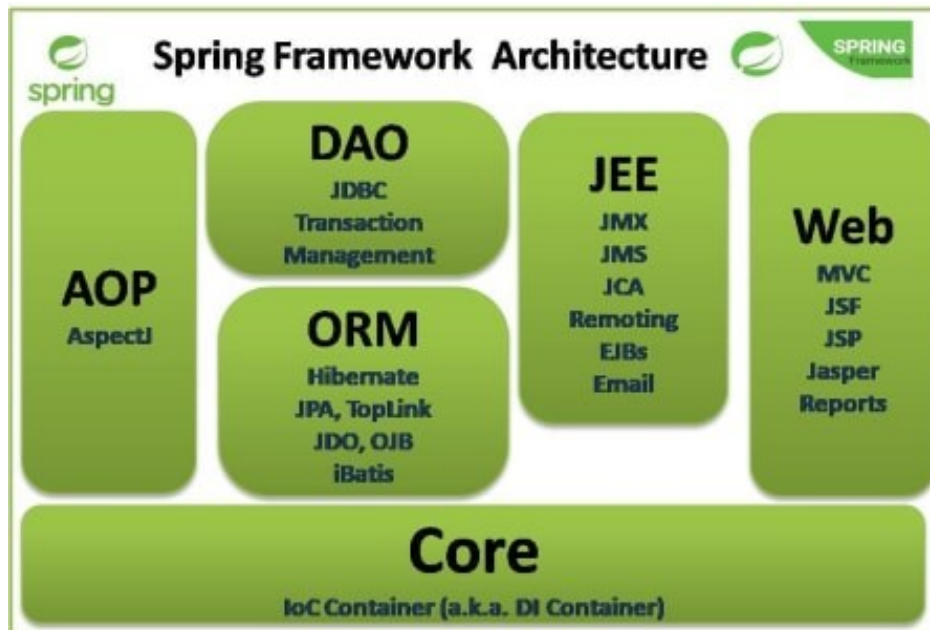 Spring Framework Architecture
spring
SPRING
Framework
AOP
AspectJ
DAO
JDBC
Transaction
Management
ORM
Hibernate
JPA, TopLink
JDO, OJB
iBatis
JEE
JMX
JMS
JCA
Remoting
EJBs
Email
Web
MVC
JSF
JSP
Jasper
Reports
Core
IoC Container (a.k.a. DI Container)